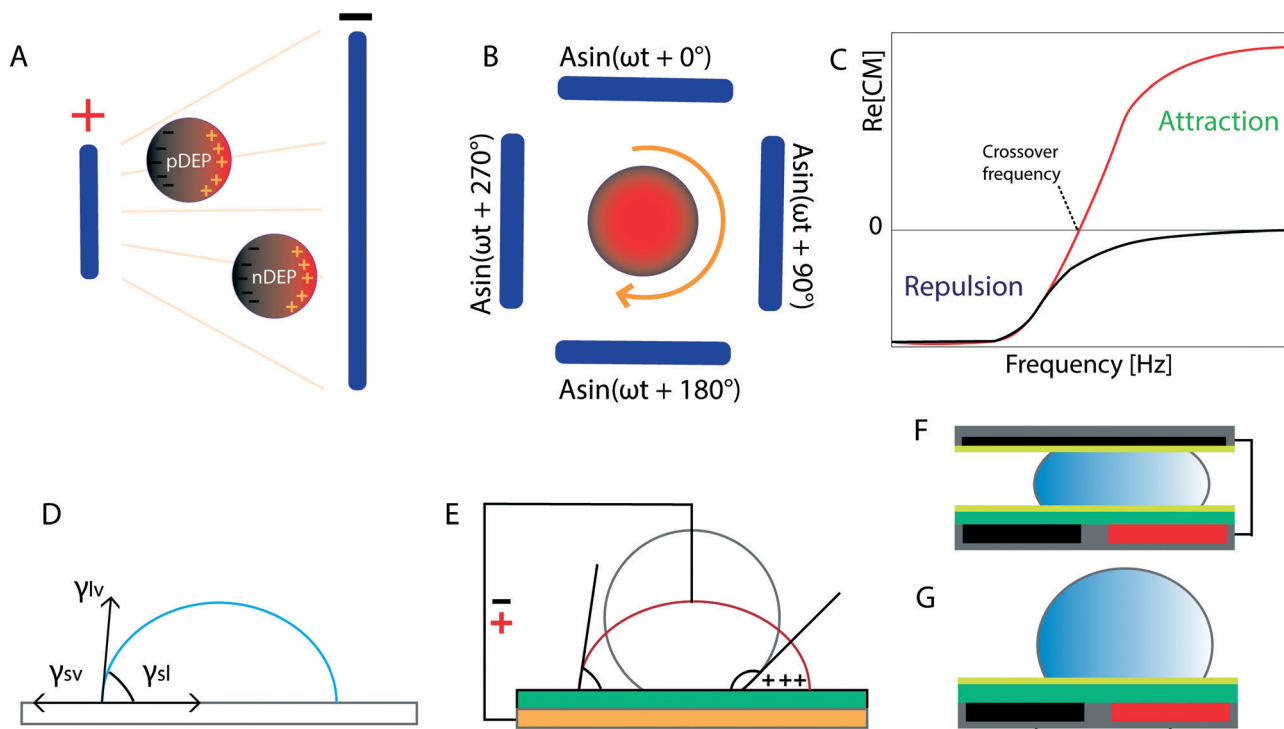 A
−
+
− − − − −
pDEP
+ + + + +
− − − − −
nDEP
+ + + + +
B
Asin(ωt + 0°)
Asin(ωt + 270°)
Asin(ωt + 90°)
Asin(ωt + 180°)
C
Re[CM]
Attraction
Crossover
frequency
0
Repulsion
Frequency [Hz]
D
γlv
γsv
γsl
E
−
+
+++
F
G